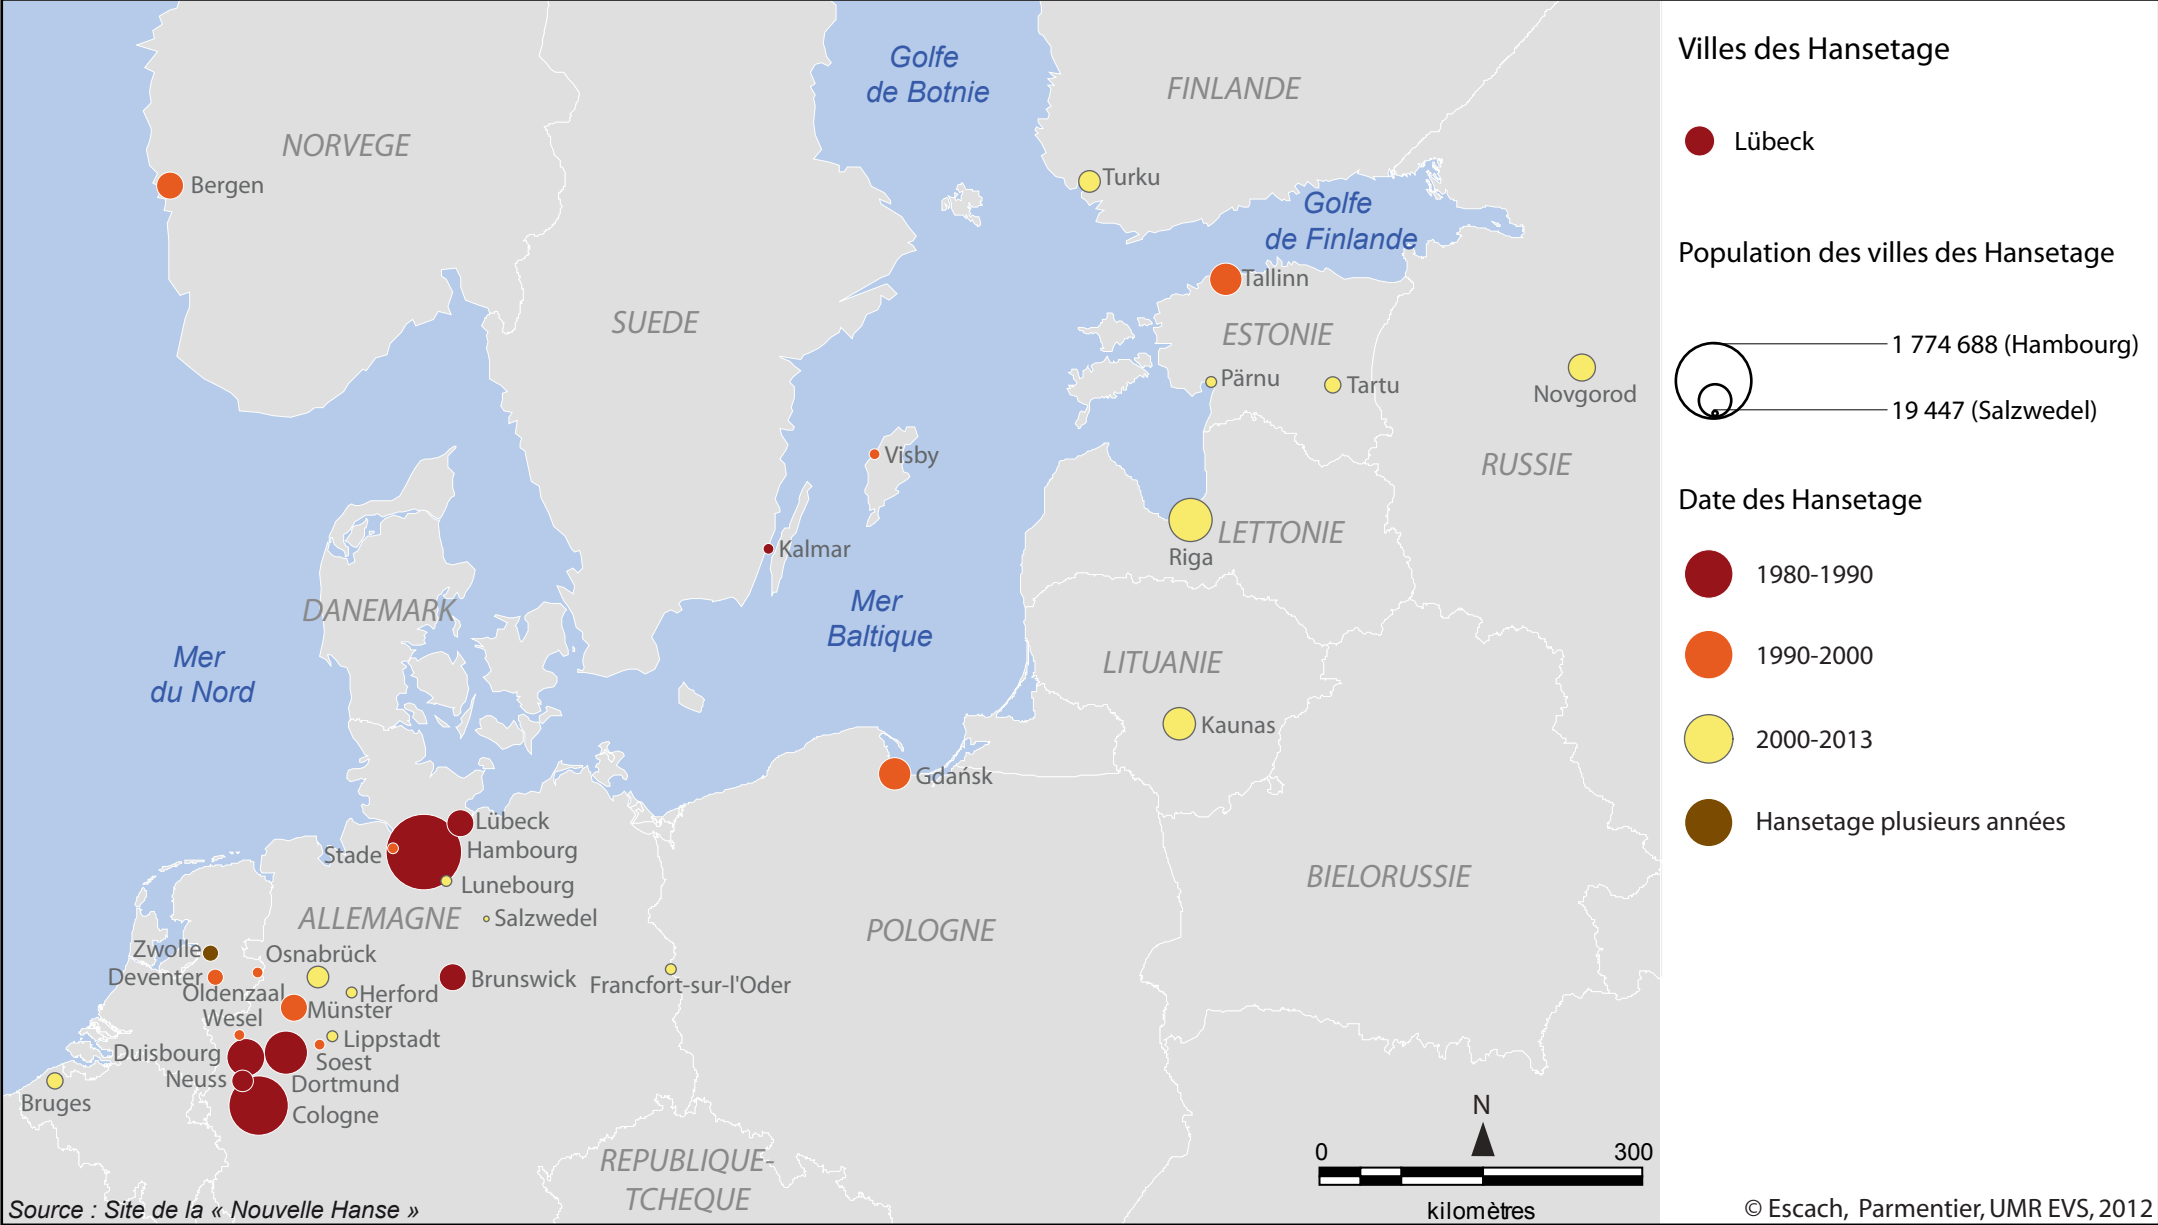 Golfe
de Botnie
FINLANDE
NORVEGE
Bergen
Turku
Golfe
de Finlande
Tallinn
SUEDE
ESTONIE
Pärnu
Tartu
Novgorod
Visby
RUSSIE
Kalmar
LETTONIE
Riga
DANEMARK
Mer
Baltique
Mer
du Nord
LITUANIE
Kaunas
Gdańsk
Lübeck
Hambourg
Stade
Lunebourg
ALLEMAGNE
Salzwedel
BIELORUSSIE
POLOGNE
Zwolle
Osnabrück
Deventer
Oldenzaal
Herford
Brunswick
Francfort-sur-l'Oder
Münster
Wesel
Lippstadt
Duisbourg
Soest
Neuss
Dortmund
Bruges
Cologne
REPUBLIQUE-
TCHEQUE
N
0 300
kilomètres
Source : Site de la « Nouvelle Hanse »
Villes des Hansetage
Lübeck
Population des villes des Hansetage
1 774 688 (Hambourg)
19 447 (Salzwedel)
Date des Hansetage
1980-1990
1990-2000
2000-2013
Hansetage plusieurs années
© Escach, Parmentier, UMR EVS, 2012